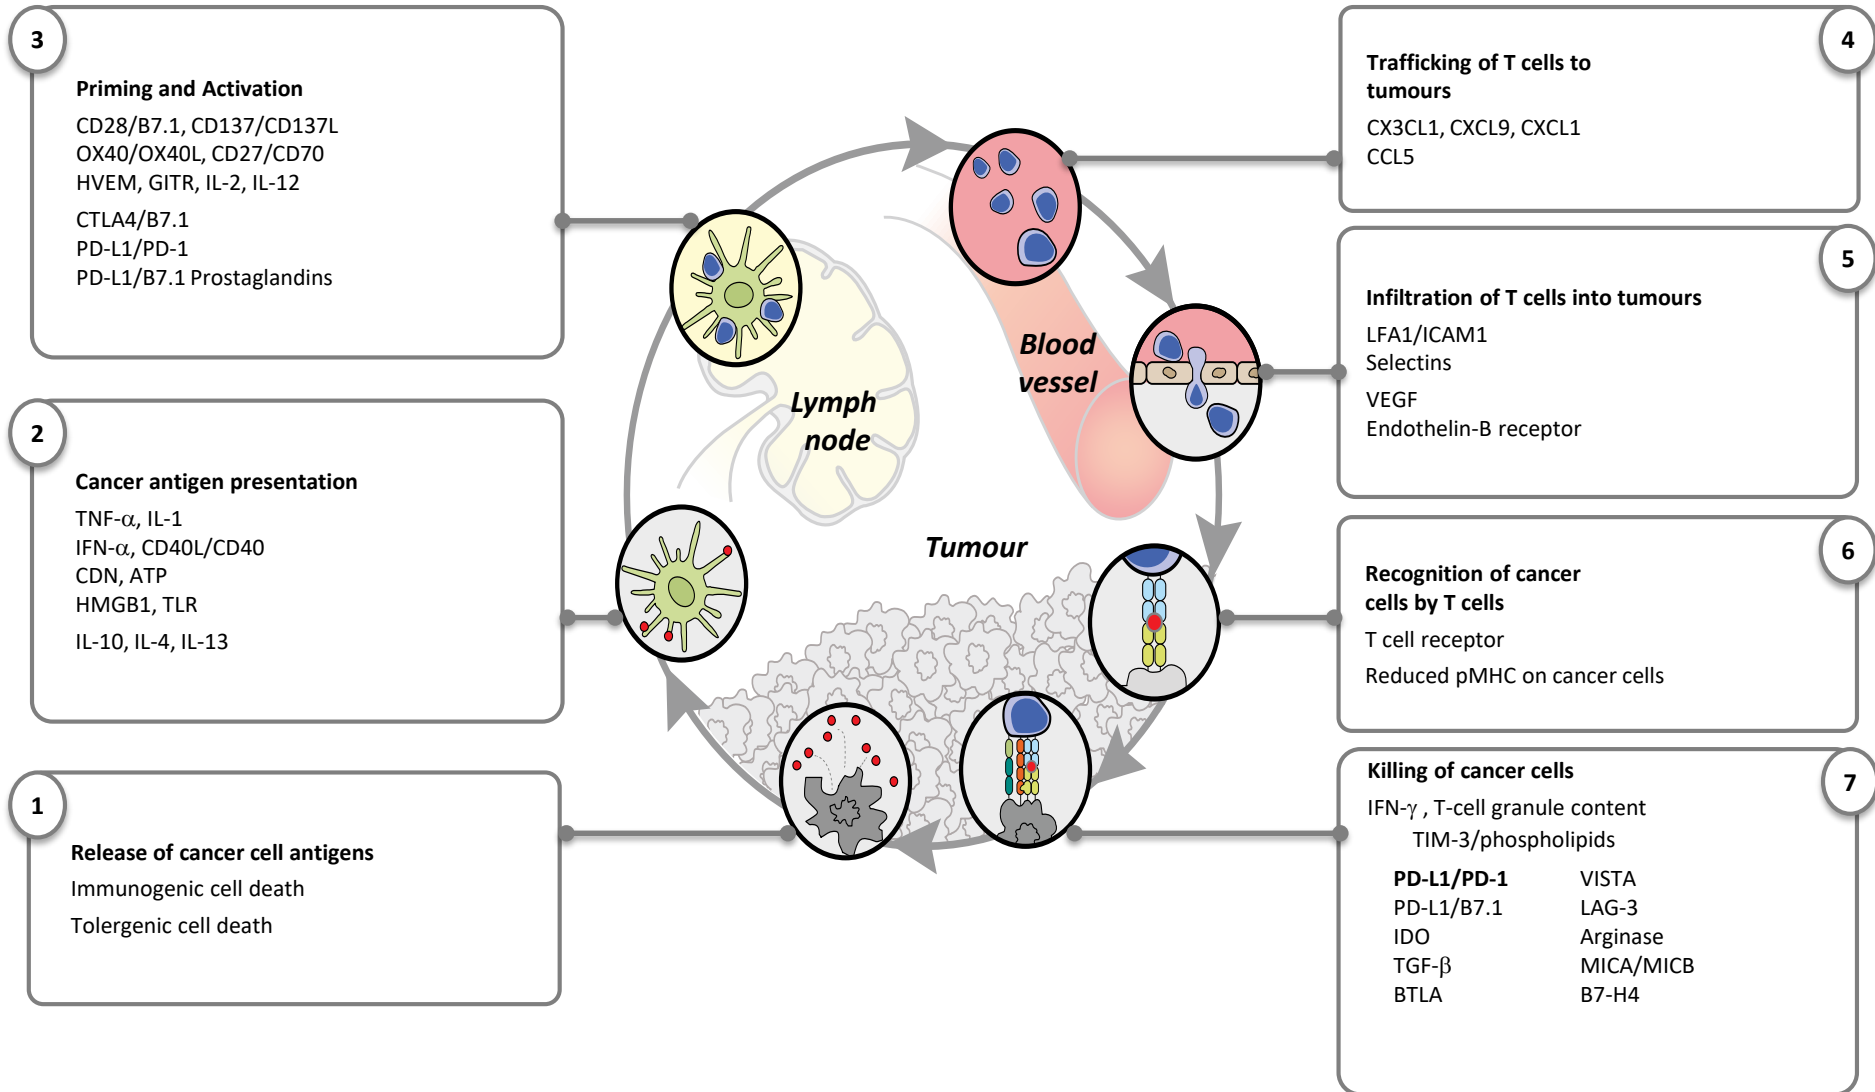 3
Priming and Activation
CD28/B7.1, CD137/CD137L
OX40/OX40L, CD27/CD70
HVEM, GITR, IL-2, IL-12
CTLA4/B7.1
PD-L1/PD-1
PD-L1/B7.1 Prostaglandins
2
Cancer antigen presentation
TNF-α, IL-1
IFN-α, CD40L/CD40
CDN, ATP
HMGB1, TLR
IL-10, IL-4, IL-13
1
Release of cancer cell antigens
Immunogenic cell death
Tolergenic cell death
Lymph
node
Blood
vessel
Tumour
4
Trafficking of T cells to
tumours
CX3CL1, CXCL9, CXCL1
CCL5
5
Infiltration of T cells into tumours
LFA1/ICAM1
Selectins
VEGF
Endothelin-B receptor
6
Recognition of cancer
cells by T cells
T cell receptor
Reduced pMHC on cancer cells
7
Killing of cancer cells
IFN-γ , T-cell granule content
TIM-3/phospholipids
PD-L1/PD-1 VISTA
PD-L1/B7.1 LAG-3
IDO Arginase
TGF-β MICA/MICB
BTLA B7-H4